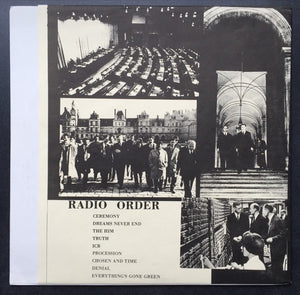 RADIO ORDER
CEREMONY
DREAMS NEVER END
THE HIM
TRUTH
ICB
PROCESSION
CHOSEN AND TIME
DENIAL
EVERYTHING'S GONE GREEN